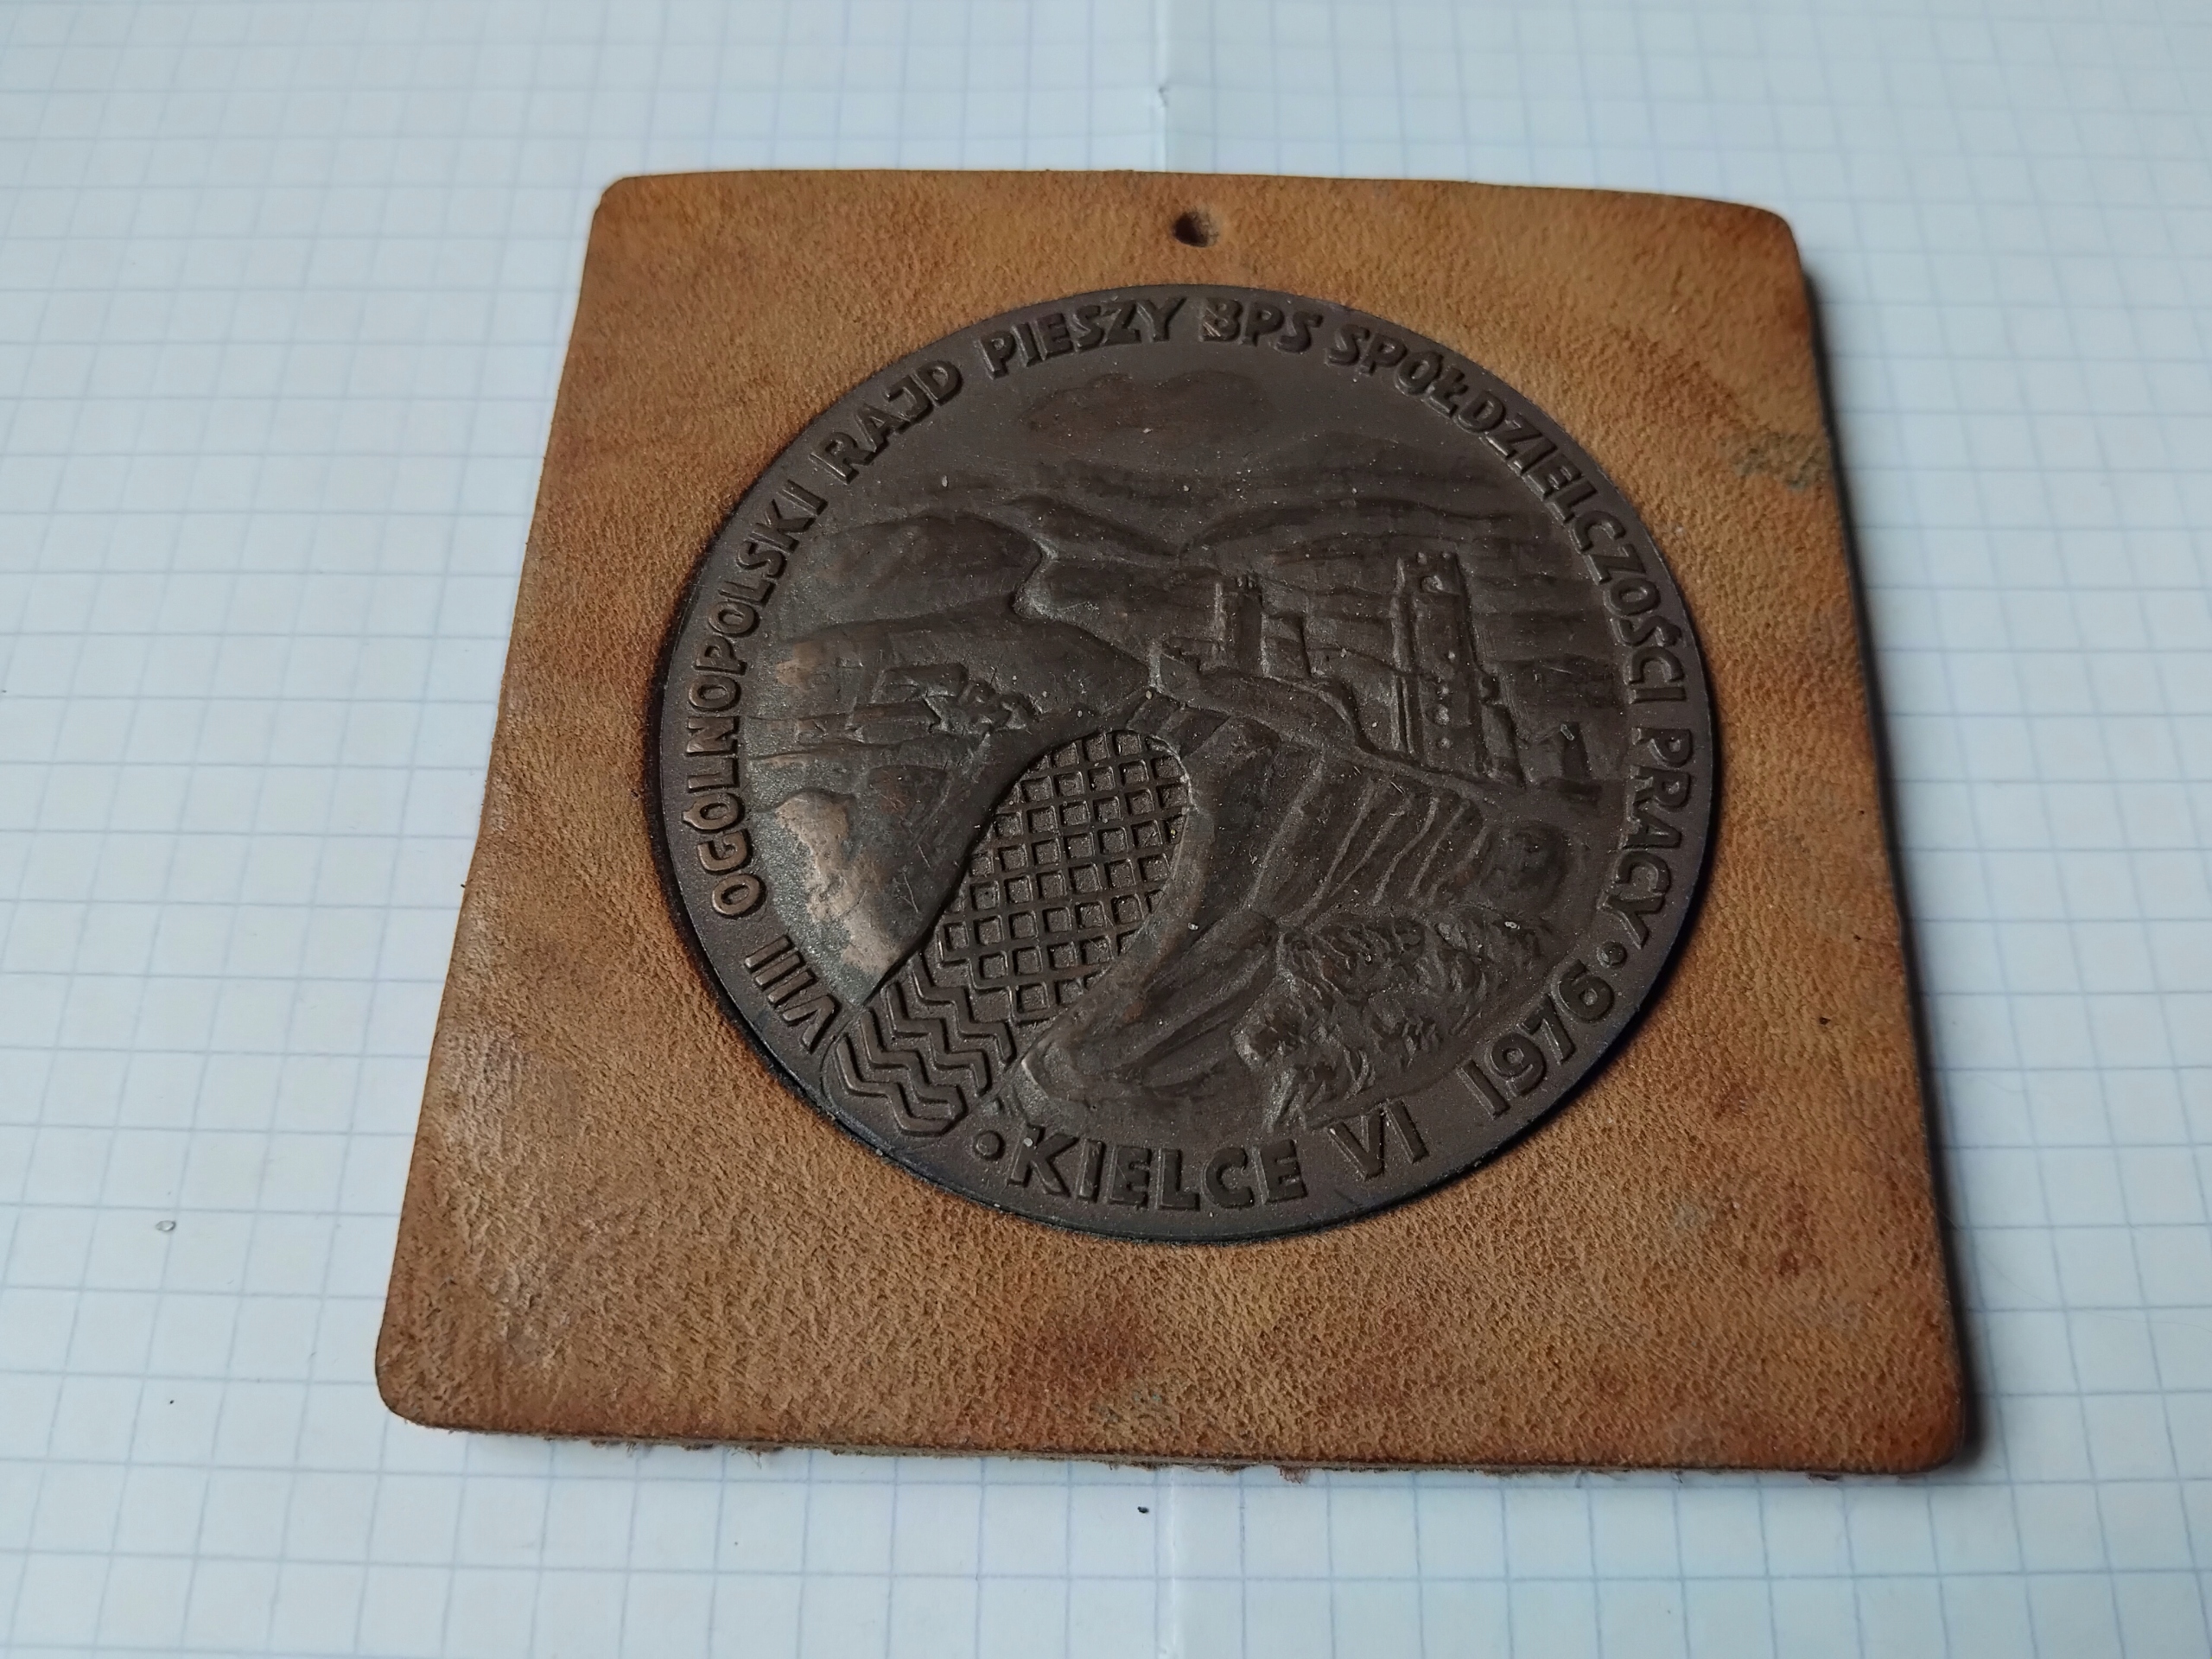 VIII OGÓLNOPOLSKI RAJD PIESZY BPS SPÓŁDZIELCZOŚCI PRACY •
• KIELCE VI 1976